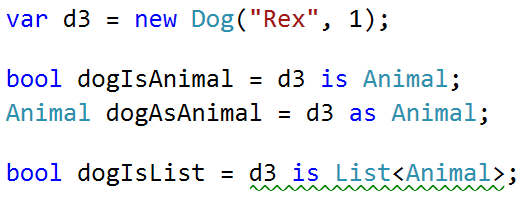 var d3 = new Dog("Rex", 1);
bool dogIsAnimal = d3 is Animal;
Animal dogAsAnimal = d3 as Animal;
bool dogIsList = d3 is List<Animal>;